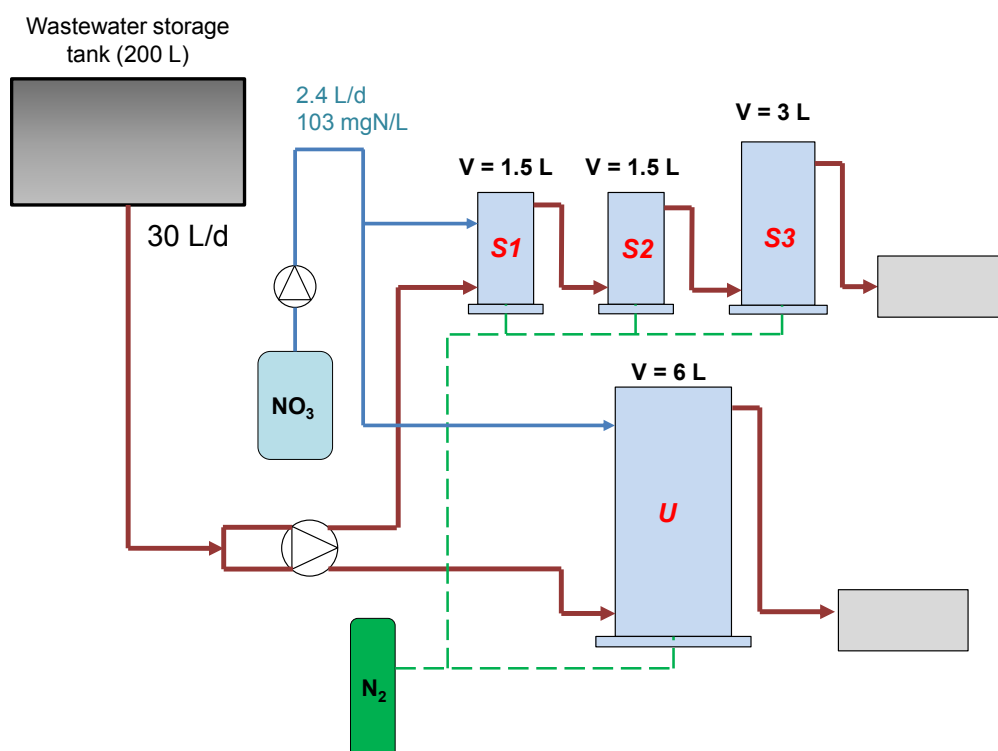 Wastewater storage
tank (200 L)
2.4 L/d
103 mgN/L
V = 3 L
V = 1.5 L
V = 1.5 L
30 L/d
S1
S2
S3
NO₃
V = 6 L
U
N₂